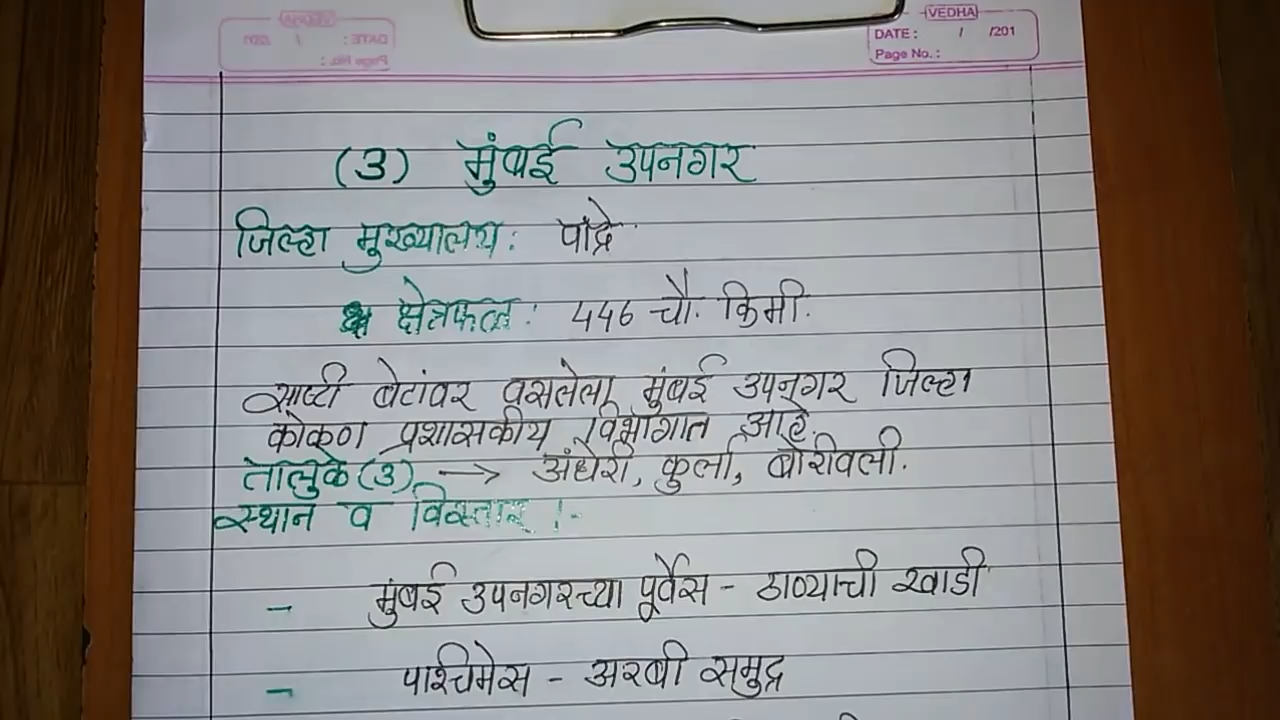 VEDHA
DATE : / /201
Page No. :
(3) मुंबई उपनगर
जिल्हा मुख्यालय: पांद्रे
क्षेत्रफळ: 446 चौ. किमी.
साष्टी बेटांवर वसलेला मुंबई उपनगर जिल्हा
कोकण प्रशासकीय विभागात आहे.
तालुके (3) → अंधेरी, कुर्ला, बोरीवली.
स्थान व विस्तार :-
- मुंबई उपनगरच्या पूर्वेस - ठाण्याची खाडी
- पाश्चिमेस - अरबी समुद्र